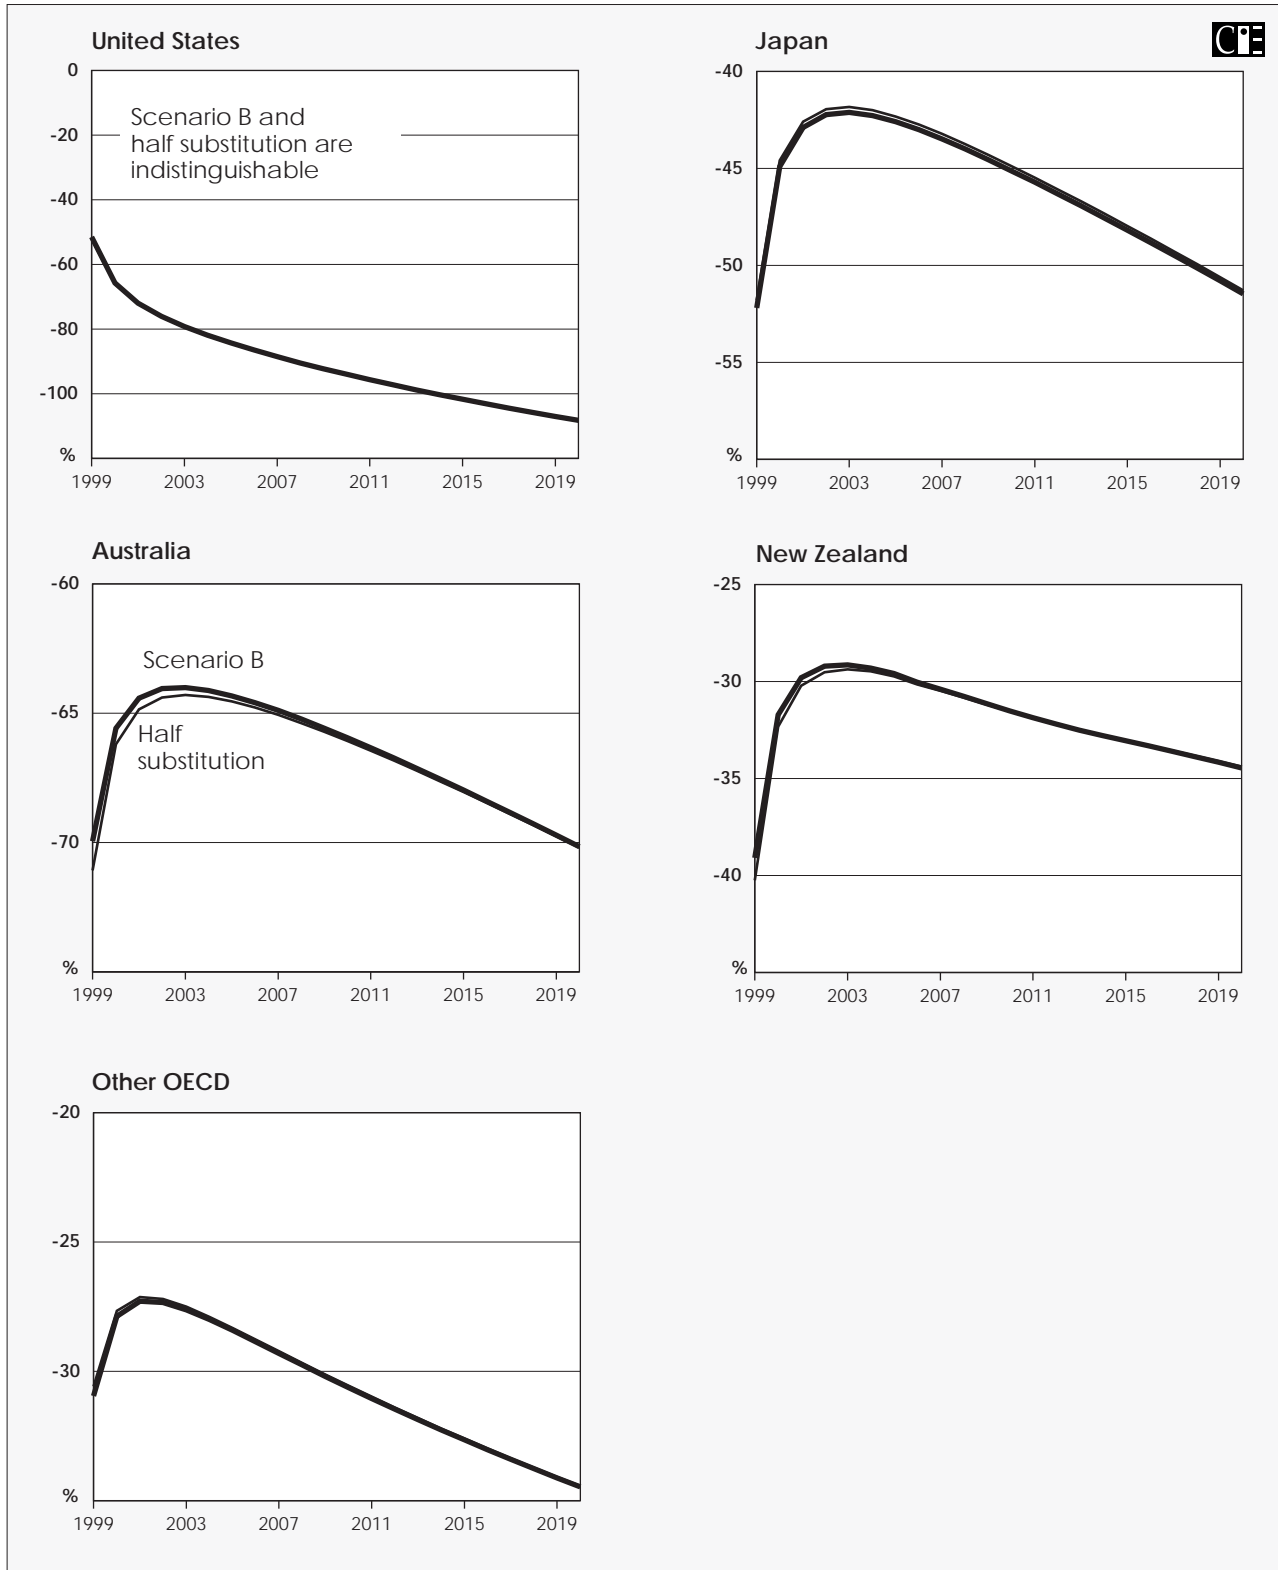 United States
0
-20
-40
-60
-80
-100
%
Scenario B and
half substitution are
indistinguishable
1999 2003 2007 2011 2015 2019
Japan
CIE
-40
-45
-50
-55
%
1999 2003 2007 2011 2015 2019
Australia
-60
-65
-70
%
Scenario B
Half
substitution
1999 2003 2007 2011 2015 2019
New Zealand
-25
-30
-35
-40
%
1999 2003 2007 2011 2015 2019
Other OECD
-20
-25
-30
%
1999 2003 2007 2011 2015 2019